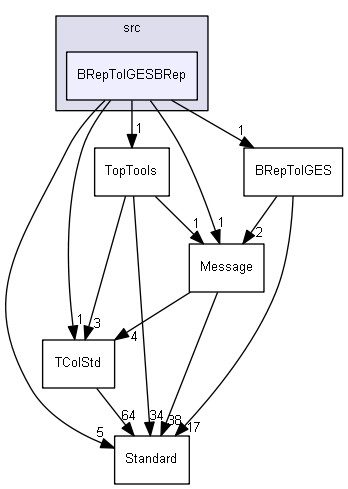 src
BRepToIGESBRep
1
1
TopTools
BRepToIGES
1
1
2
Message
1
3
4
TColStd
64
34
38
17
5
Standard